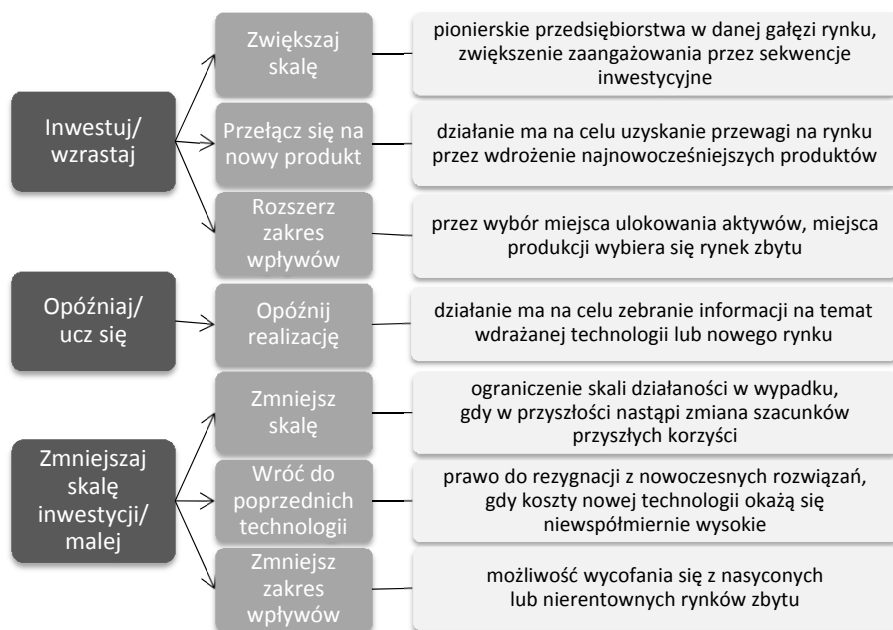 Inwestuj/
wzrastaj
Zwiększaj
skalę
pionierskie przedsiębiorstwa w danej gałęzi rynku,
zwiększenie zaangażowania przez sekwencje
inwestycyjne
Przełącz się na
nowy produkt
działanie ma na celu uzyskanie przewagi na rynku
przez wdrożenie najnowocześniejszych produktów
Rozszerz
zakres
wpływów
przez wybór miejsca ulokowania aktywów, miejsca
produkcji wybiera się rynek zbytu
Opóźniaj/
ucz się
Opóźnij
realizację
działanie ma na celu zebranie informacji na temat
wdrażanej technologii lub nowego rynku
Zmniejszaj
skalę
inwestycji/
malej
Zmniejsz
skalę
ograniczenie skali działaności w wypadku,
gdy w przyszłości nastąpi zmiana szacunków
przyszłych korzyści
Wróć do
poprzednich
technologii
prawo do rezygnacji z nowoczesnych rozwiązań,
gdy koszty nowej technologii okażą się
niewspółmiernie wysokie
Zmniejsz
zakres
wpływów
możliwość wycofania się z nasyconych
lub nierentownych rynków zbytu